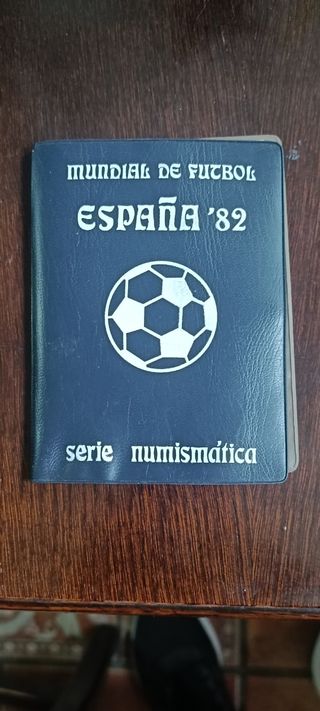 MUNDIAL DE FUTBOL
ESPAÑA '82
serie numismática